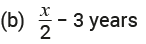 (b) x/2 – 3 years